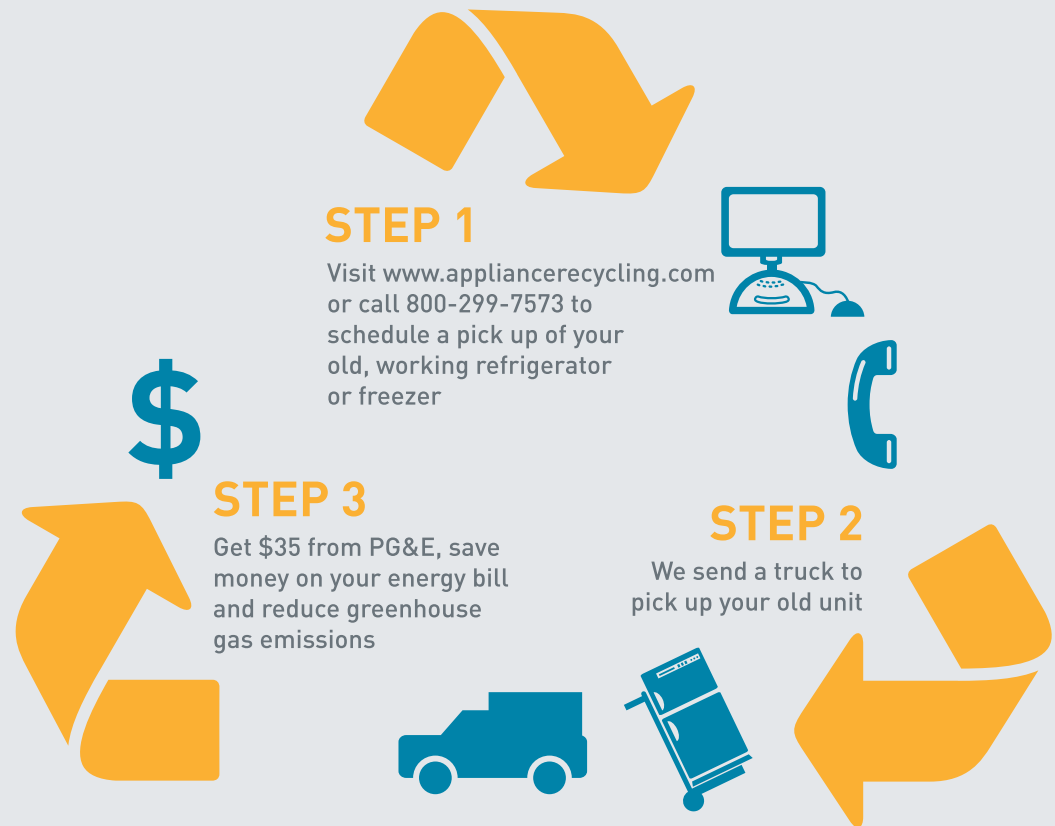 STEP 1
Visit www.appliancerecycling.com
or call 800-299-7573 to
schedule a pick up of your
old, working refrigerator
or freezer
$
STEP 2
We send a truck to
pick up your old unit
STEP 3
Get $35 from PG&E, save
money on your energy bill
and reduce greenhouse
gas emissions